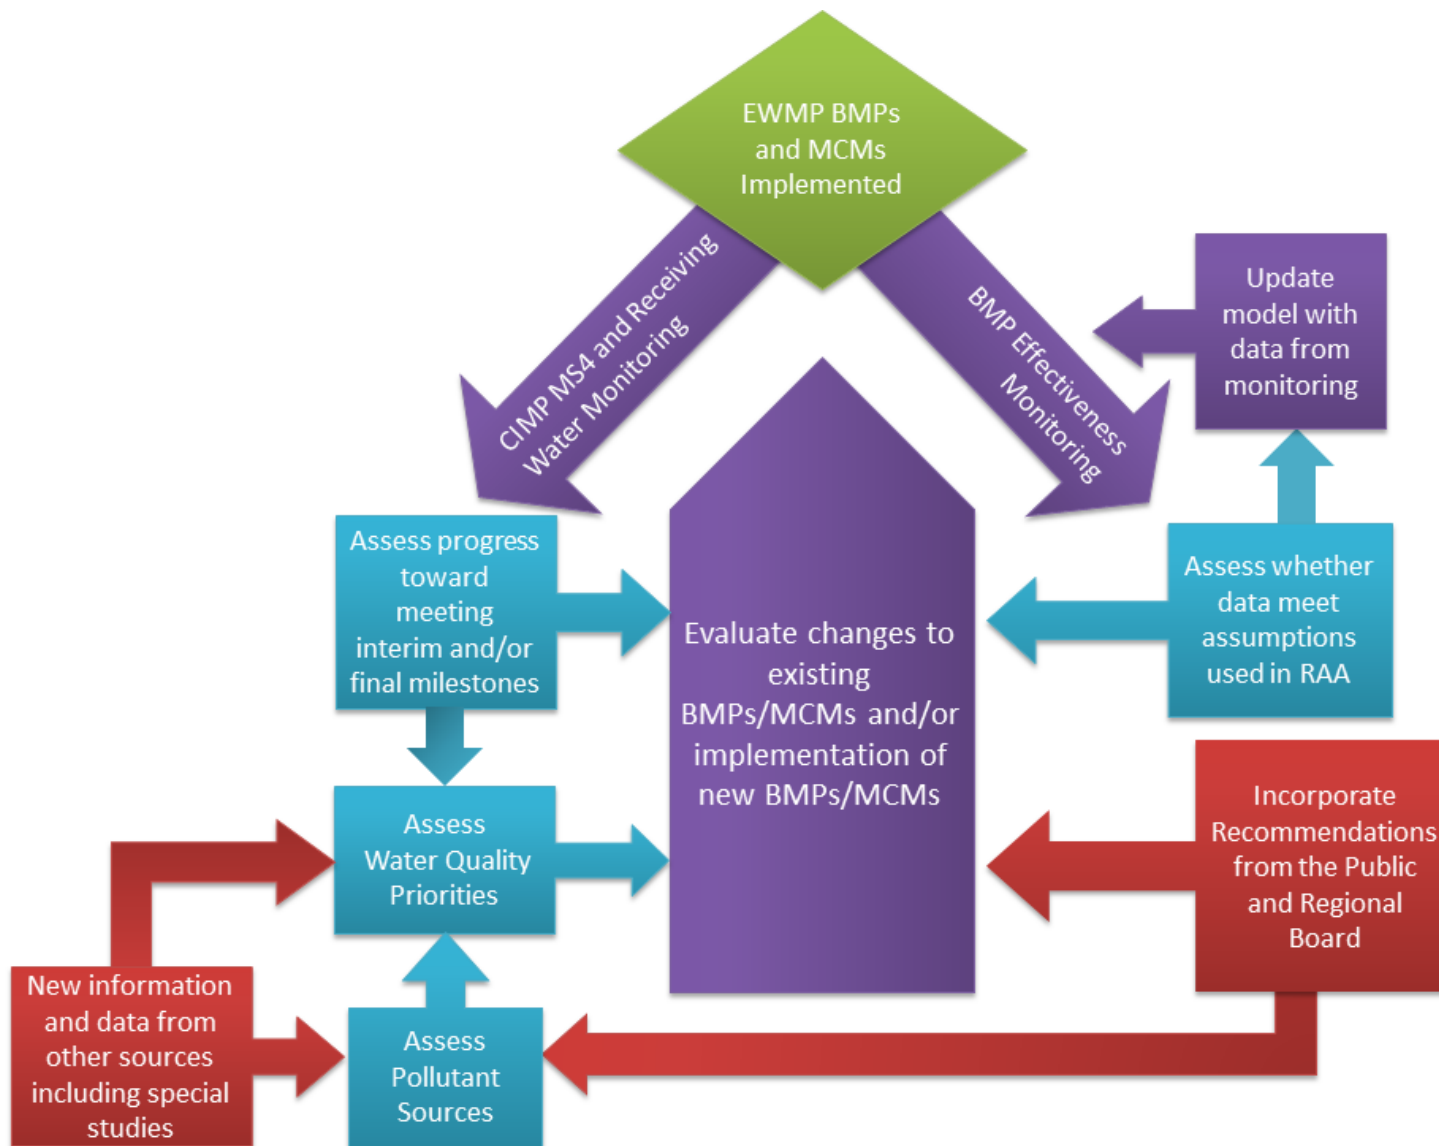 EWMP BMPs
and MCMs
Implemented
CIMP MS4 and Receiving
Water Monitoring
BMP Effectiveness
Monitoring
Update
model with
data from
monitoring
Assess progress
toward
meeting
interim and/or
final milestones
Evaluate changes to
existing
BMPs/MCMs and/or
implementation of
new BMPs/MCMs
Assess whether
data meet
assumptions
used in RAA
Assess
Water Quality
Priorities
Incorporate
Recommendations
from the Public
and Regional
Board
New information
and data from
other sources
including special
studies
Assess
Pollutant
Sources